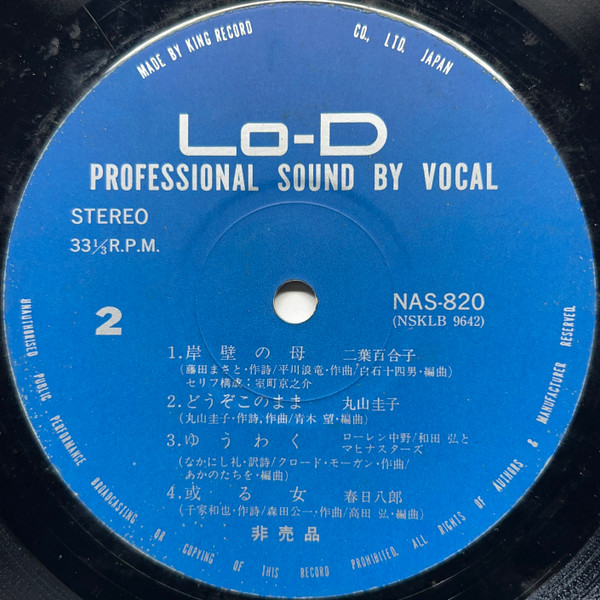 MADE BY KING RECORD CO., LTD. JAPAN
Lo-D
PROFESSIONAL SOUND BY VOCAL
STEREO
33⅓R.P.M.
2
NAS-820
(NSKLB 9642)
1.岸壁の母 二葉百合子
(藤田まさと・作詩/平川浪竜・作曲/白石十四男・編曲)
セリフ構成:室町京之介
2.どうぞこのまま 丸山圭子
(丸山圭子・作詩,作曲/青木 望・編曲)
3.ゆうわく ローレン中野/和田 弘と
マヒナスターズ
(なかにし礼・訳詩/クロード・モーガン・作曲/
あかのたちを・編曲)
4.或る女 春日八郎
(千家和也・作詩/森田公一・作曲/高田 弘・編曲)
非売品
UNAUTHORISED PUBLIC PERFORMANCE BROADCASTING OR COPYING OF THIS RECORD PROHIBITED. ALL RIGHTS OF AUTHORS & MANUFACTURER RESERVED.